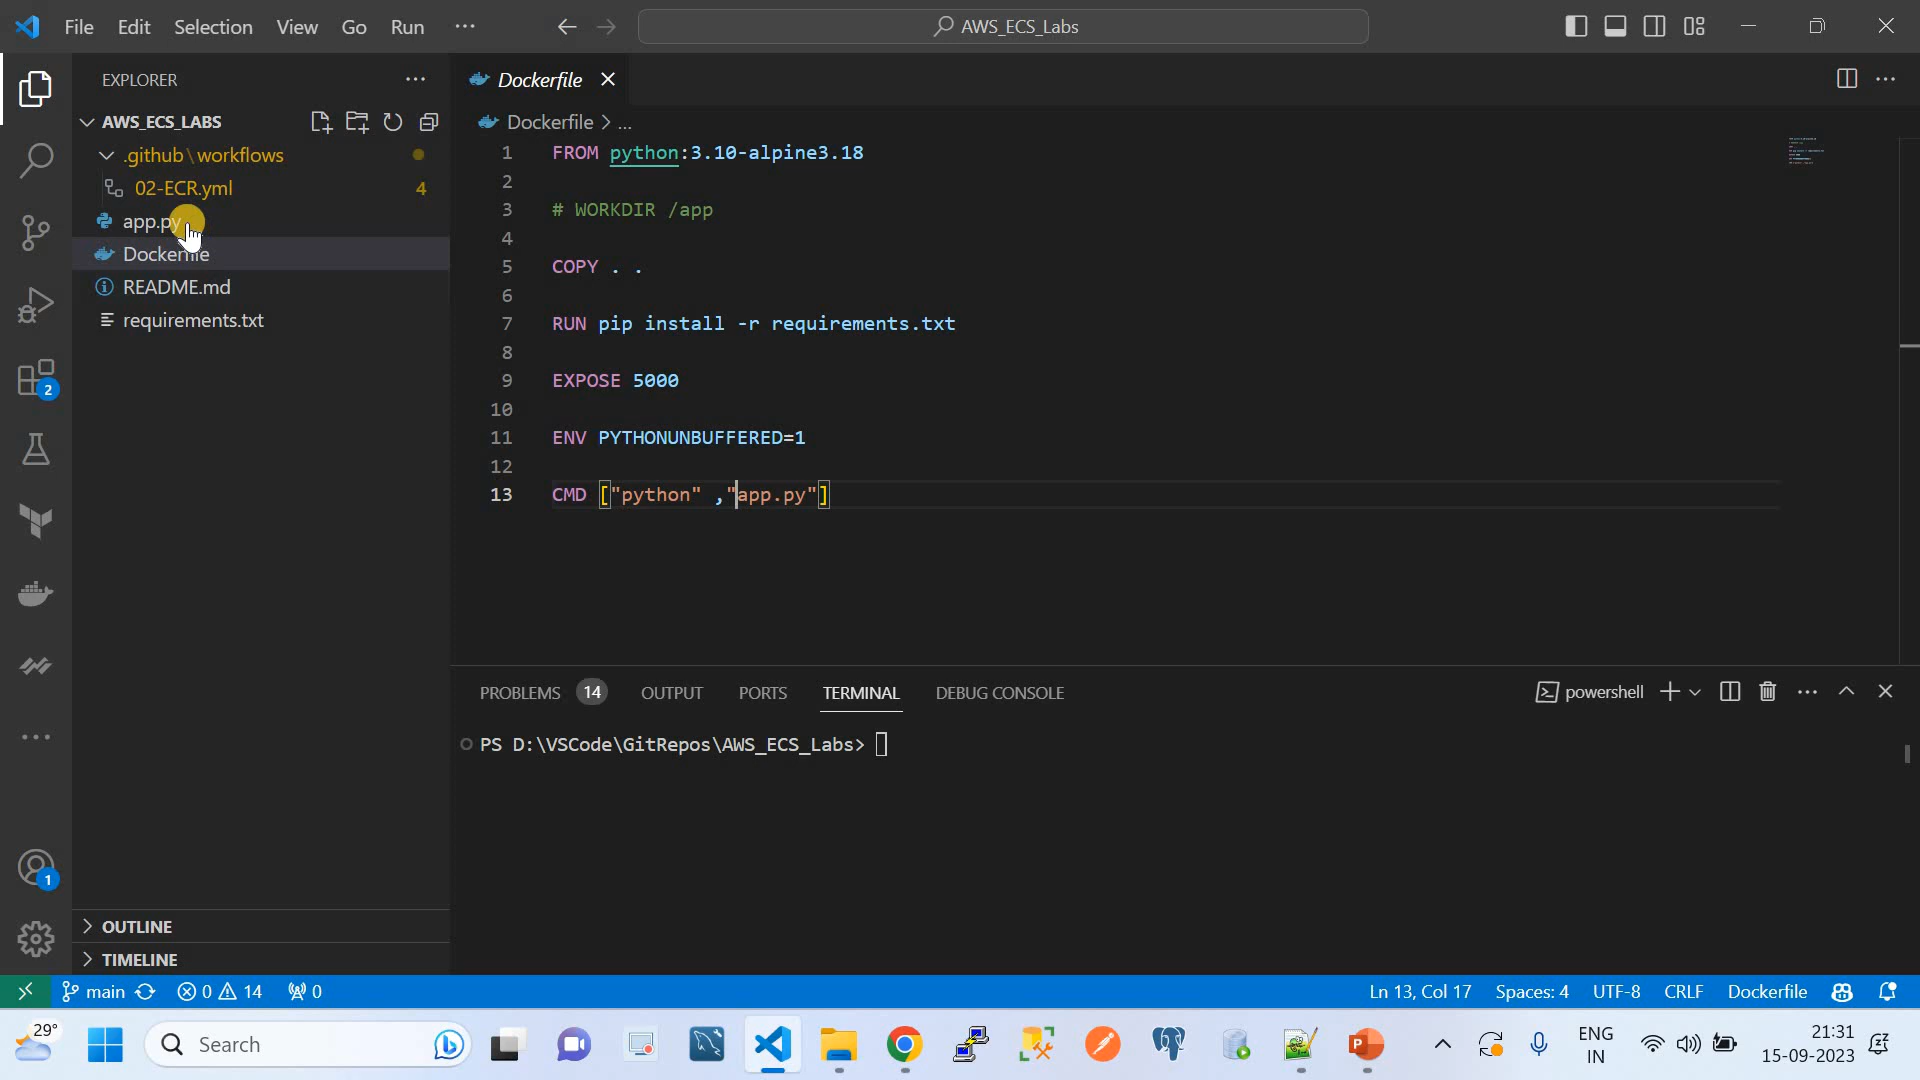 File Edit Selection View Go Run ···
AWS_ECS_Labs
EXPLORER
AWS_ECS_LABS
.github\workflows
02-ECR.yml 4
app.py
Dockerfile
README.md
requirements.txt
OUTLINE
TIMELINE
2
1
Dockerfile
Dockerfile > ...
1 FROM python:3.10-alpine3.18
2
3 # WORKDIR /app
4
5 COPY . .
6
7 RUN pip install -r requirements.txt
8
9 EXPOSE 5000
10
11 ENV PYTHONUNBUFFERED=1
12
13 CMD ["python" ,"app.py"]
PROBLEMS 14 OUTPUT PORTS TERMINAL DEBUG CONSOLE
powershell
PS D:\VSCode\GitRepos\AWS_ECS_Labs>
main 0 14 0
Ln 13, Col 17 Spaces: 4 UTF-8 CRLF Dockerfile
29°
Search
ENG
IN
21:31
15-09-2023